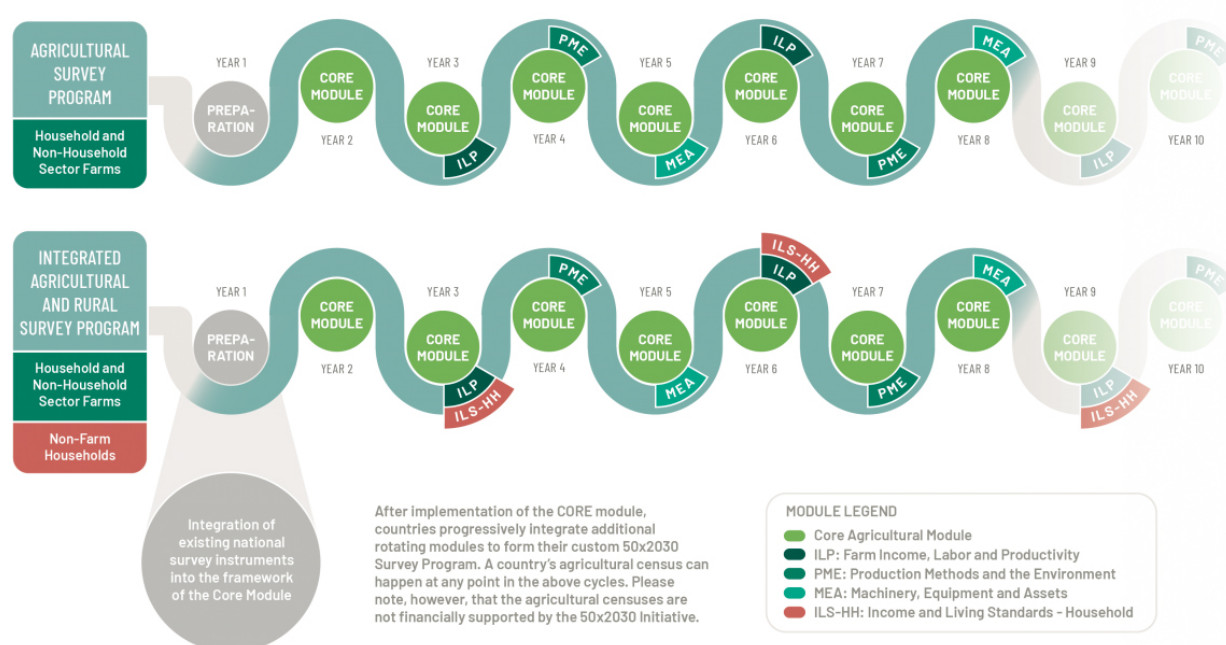 AGRICULTURAL
SURVEY
PROGRAM
Household and
Non-Household
Sector Farms
YEAR 1
PREPA-
RATION
CORE
MODULE
YEAR 2
YEAR 3
CORE
MODULE
ILP
PME
CORE
MODULE
YEAR 4
YEAR 5
CORE
MODULE
MEA
ILP
CORE
MODULE
YEAR 6
YEAR 7
CORE
MODULE
PME
MEA
CORE
MODULE
YEAR 8
YEAR 9
CORE
MODULE
ILP
PME
CORE
MODULE
YEAR 10
INTEGRATED
AGRICULTURAL
AND RURAL
SURVEY PROGRAM
Household and
Non-Household
Sector Farms
Non-Farm
Households
YEAR 1
PREPA-
RATION
CORE
MODULE
YEAR 2
YEAR 3
CORE
MODULE
ILP
ILS-HH
PME
CORE
MODULE
YEAR 4
YEAR 5
CORE
MODULE
MEA
ILS-HH
ILP
CORE
MODULE
YEAR 6
YEAR 7
CORE
MODULE
PME
MEA
CORE
MODULE
YEAR 8
YEAR 9
CORE
MODULE
ILP
ILS-HH
PME
CORE
MODULE
YEAR 10
Integration of
existing national
survey instruments
into the framework
of the Core Module
After implementation of the CORE module,
countries progressively integrate additional
rotating modules to form their custom 50x2030
Survey Program. A country's agricultural census can
happen at any point in the above cycles. Please
note, however, that the agricultural censuses are
not financially supported by the 50x2030 Initiative.
MODULE LEGEND
Core Agricultural Module
ILP: Farm Income, Labor and Productivity
PME: Production Methods and the Environment
MEA: Machinery, Equipment and Assets
ILS-HH: Income and Living Standards - Household